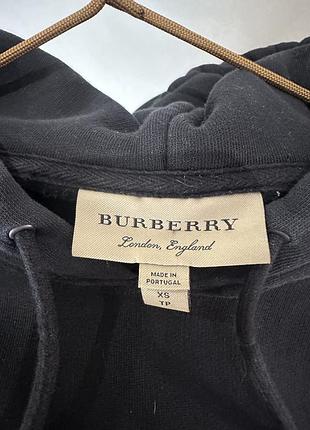 BURBERRY
London, England
MADE IN
PORTUGAL
XS
TP